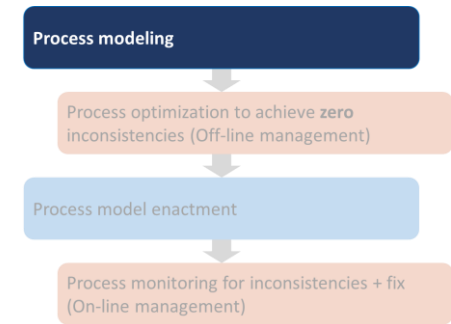 Process modeling
Process optimization to achieve zero
inconsistencies (Off-line management)
Process model enactment
Process monitoring for inconsistencies + fix
(On-line management)